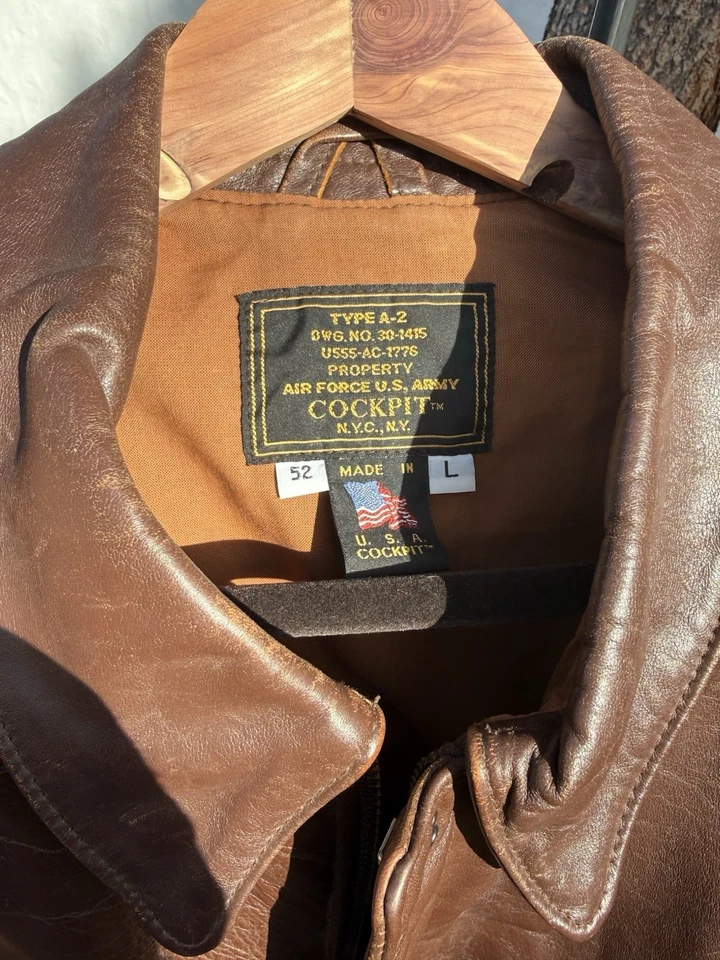 TYPE A-2
DWG. NO. 30-1415
U555-AC-1776
PROPERTY
AIR FORCE U.S, ARMY
COCKPIT™
N.Y.C., N.Y.
52 MADE IN L
U. S. A.
COCKPIT™